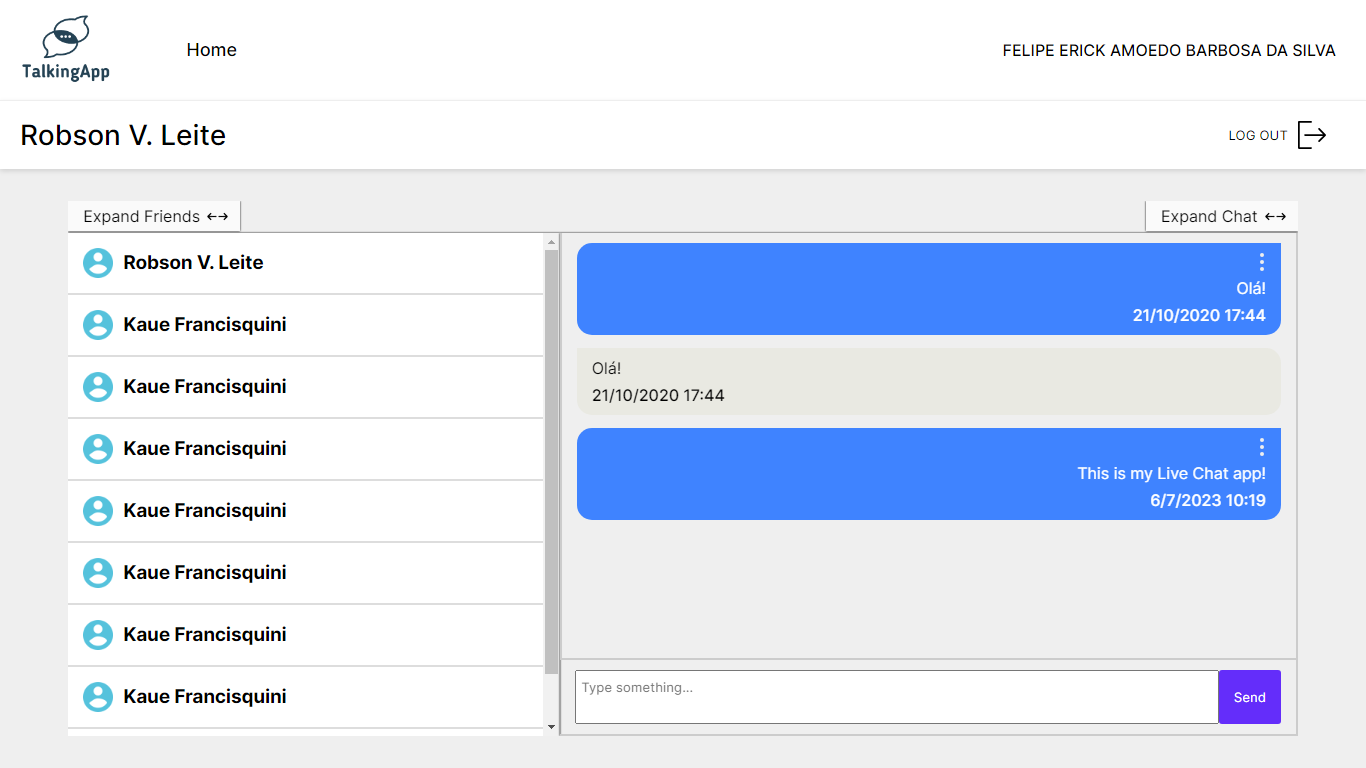 TalkingApp
Home
FELIPE ERICK AMOEDO BARBOSA DA SILVA
Robson V. Leite
LOG OUT
Expand Friends
Expand Chat
Robson V. Leite
Kaue Francisquini
Kaue Francisquini
Kaue Francisquini
Kaue Francisquini
Kaue Francisquini
Kaue Francisquini
Kaue Francisquini
Olá!
21/10/2020 17:44
Olá!
21/10/2020 17:44
This is my Live Chat app!
6/7/2023 10:19
Type something...
Send